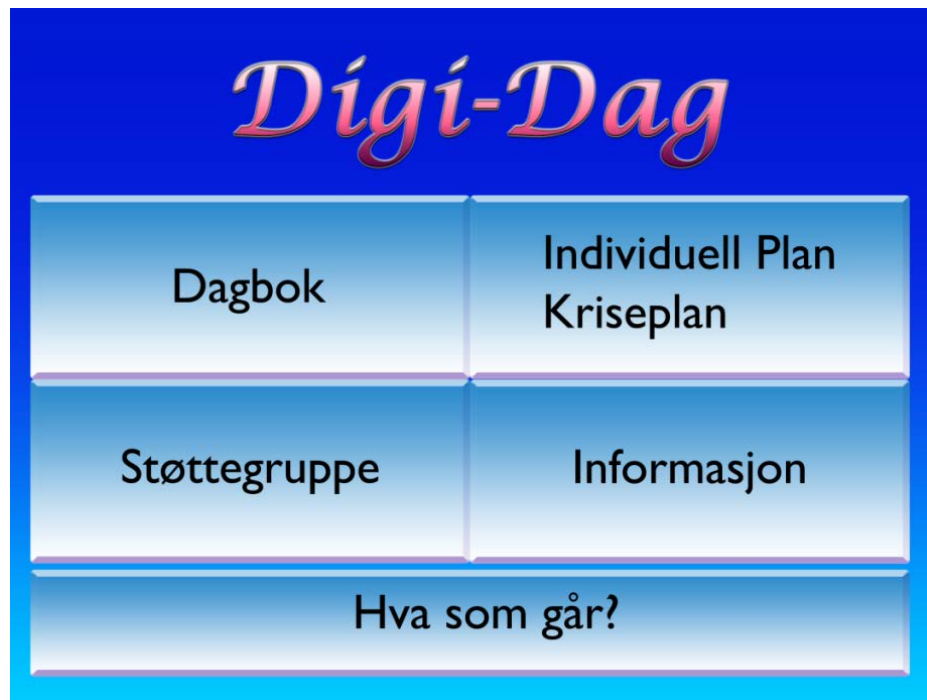 Digi-Dag
Dagbok
Individuell Plan
Kriseplan
Støttegruppe
Informasjon
Hva som går?